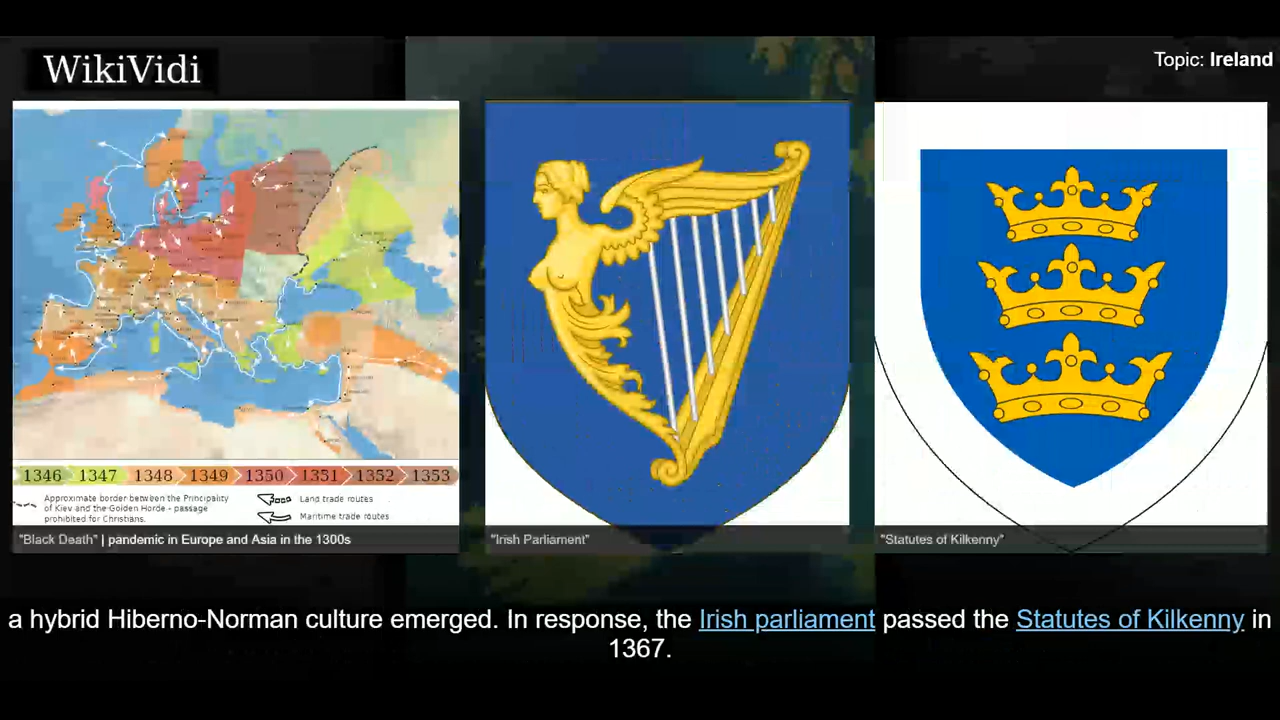 WikiVidi
Topic: Ireland
1346 1347 1348 1349 1350 1351 1352 1353
Approximate border between the Principality
of Kiev and the Golden Horde - passage
prohibited for Christians.
Land trade routes
Maritime trade routes
"Black Death" | pandemic in Europe and Asia in the 1300s
"Irish Parliament"
"Statutes of Kilkenny"
a hybrid Hiberno-Norman culture emerged. In response, the Irish parliament passed the Statutes of Kilkenny in
1367.